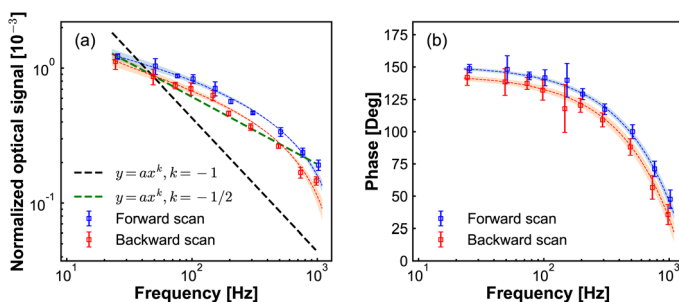 (a)
Normalized optical signal [10⁻³]
10⁰
10⁻¹
y = axᵏ, k = −1
y = axᵏ, k = −1/2
Forward scan
Backward scan
10¹
10²
10³
Frequency [Hz]
(b)
Phase [Deg]
175
150
125
100
75
50
25
0
Forward scan
Backward scan
10¹
10²
10³
Frequency [Hz]